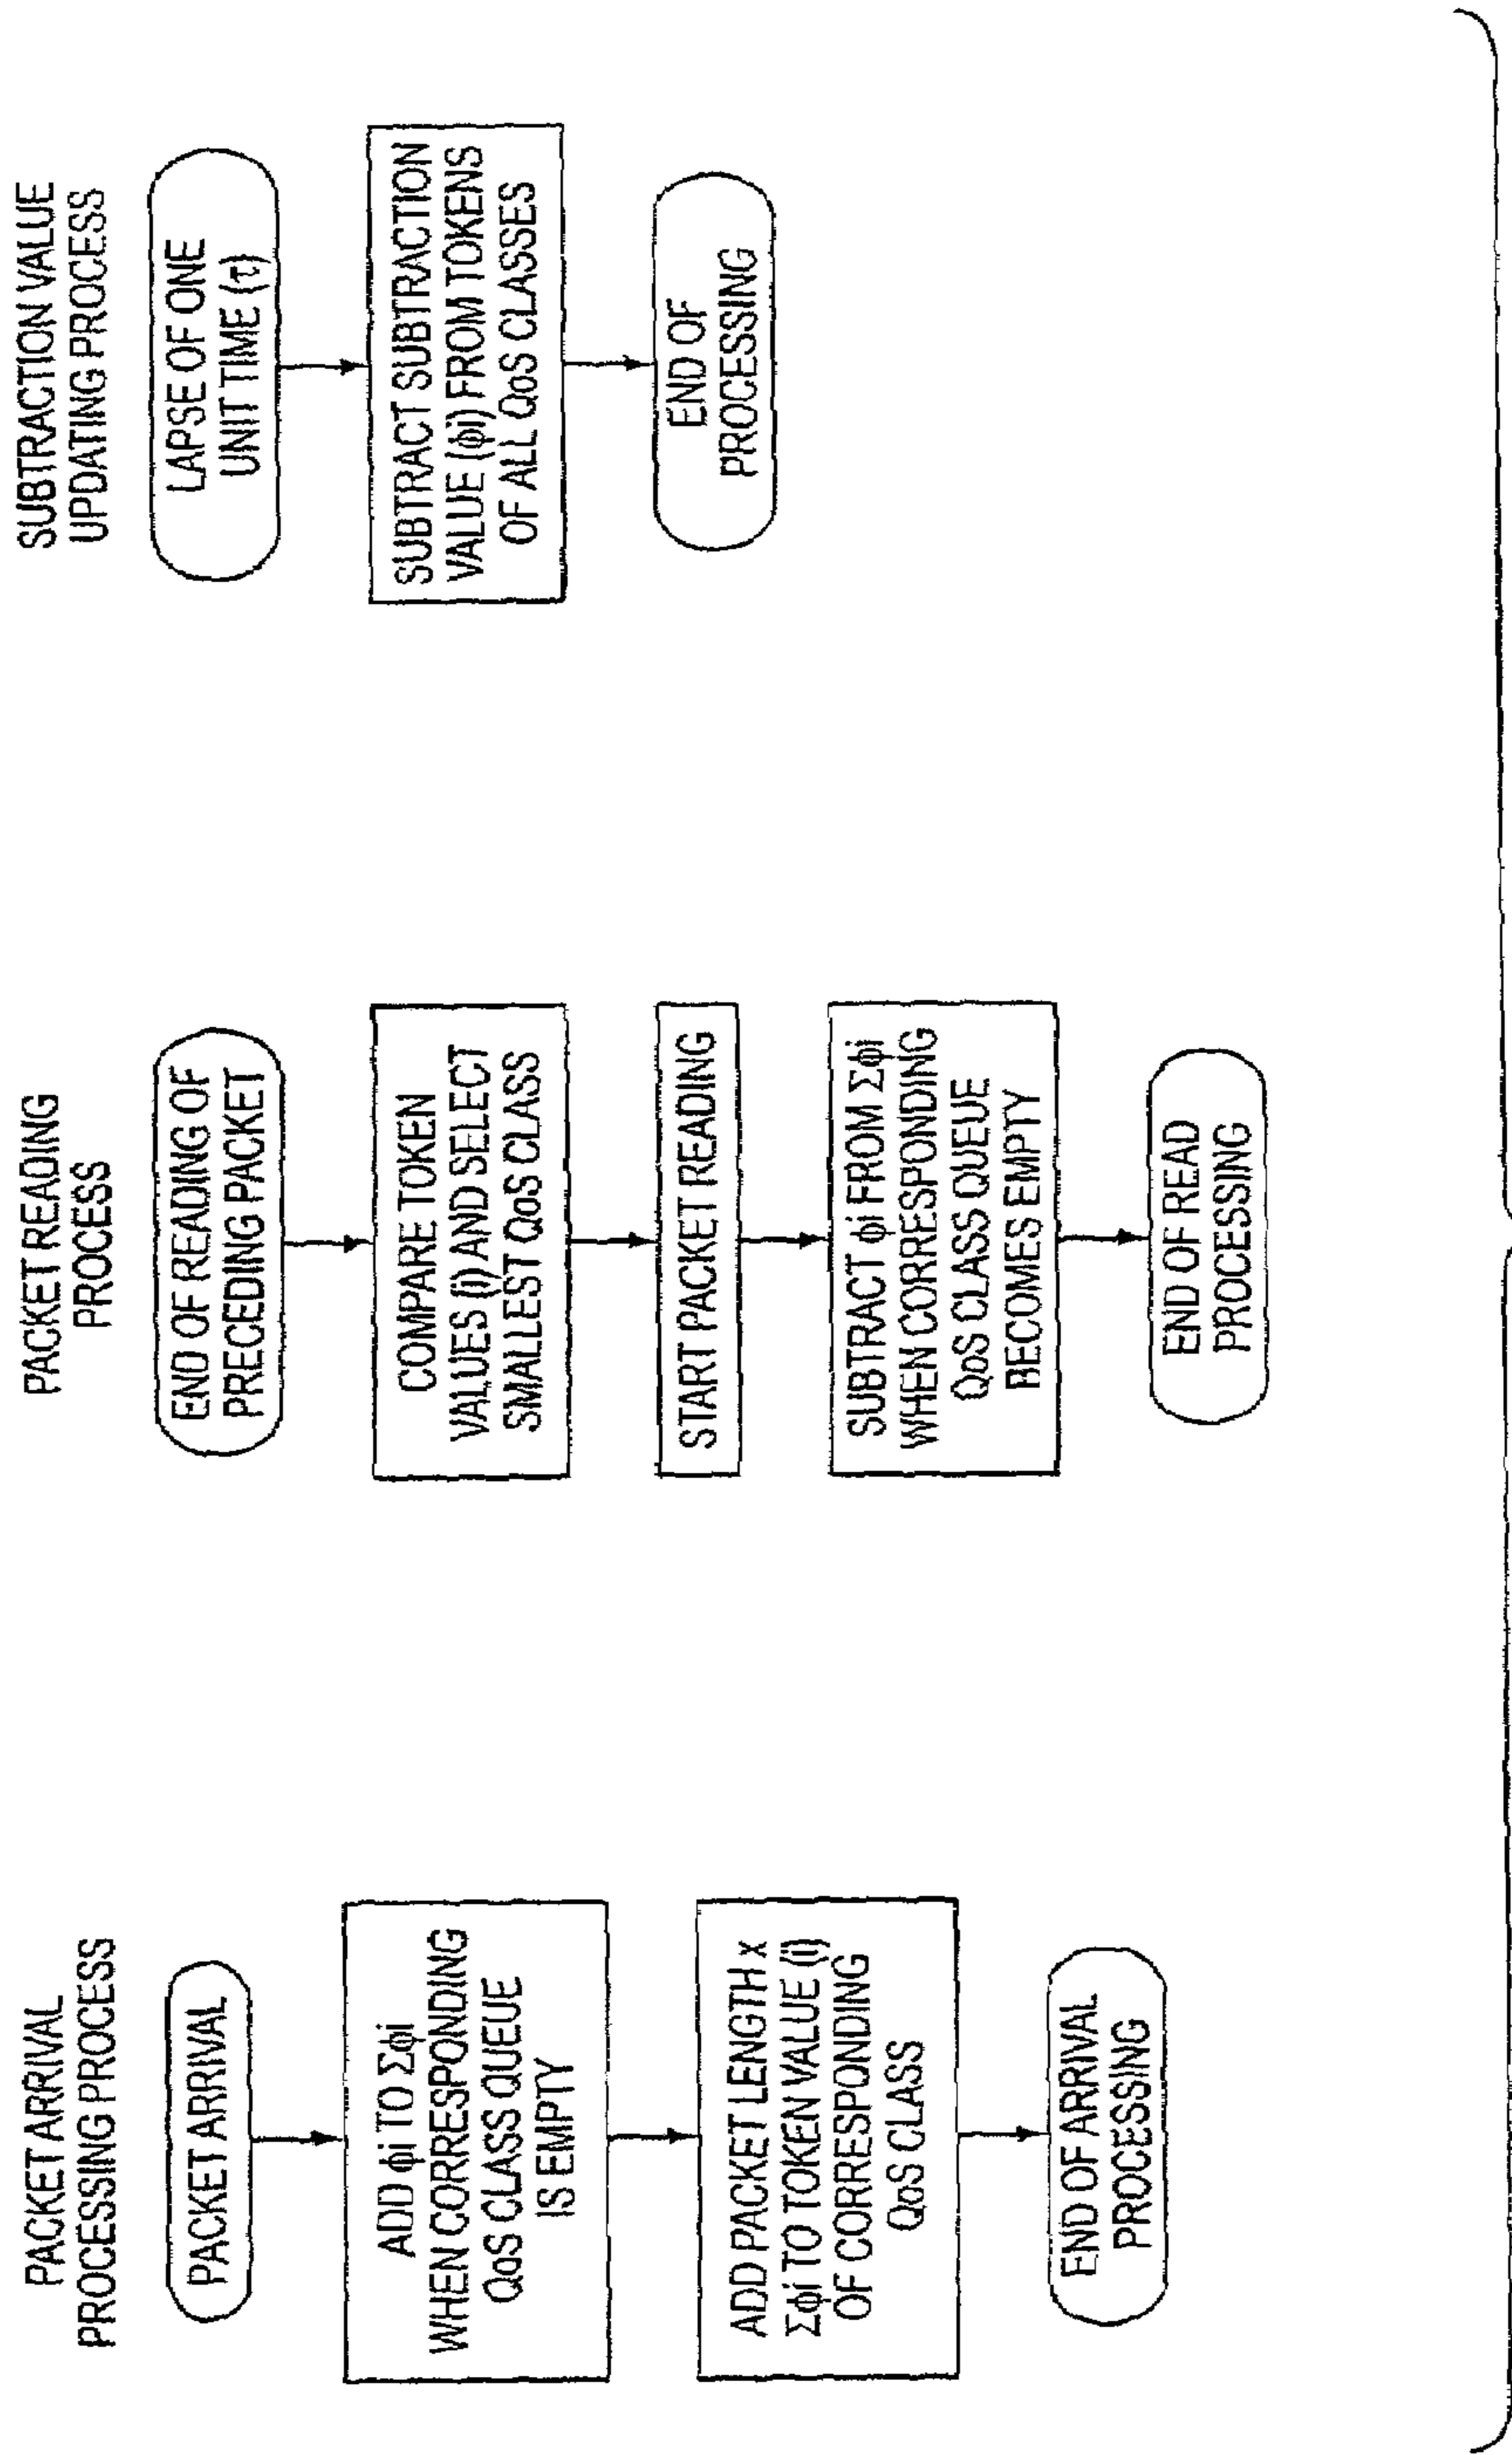 PACKET ARRIVAL
PROCESSING PROCESS
PACKET ARRIVAL
ADD ϕi TO Σϕi
WHEN CORRESPONDING
QoS CLASS QUEUE
IS EMPTY
ADD PACKET LENGTH x
Σϕi TO TOKEN VALUE (i)
OF CORRESPONDING
QoS CLASS
END OF ARRIVAL
PROCESSING
PACKET READING
PROCESS
END OF READING OF
PRECEDING PACKET
COMPARE TOKEN
VALUES (i) AND SELECT
SMALLEST QoS CLASS
START PACKET READING
SUBTRACT ϕi FROM Σϕi
WHEN CORRESPONDING
QoS CLASS QUEUE
BECOMES EMPTY
END OF READ
PROCESSING
SUBTRACTION VALUE
UPDATING PROCESS
LAPSE OF ONE
UNIT TIME (τ)
SUBTRACT SUBTRACTION
VALUE (ϕi) FROM TOKENS
OF ALL QoS CLASSES
END OF
PROCESSING